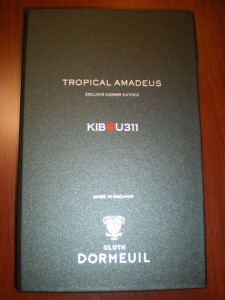 TROPICAL AMADEUS
EXCLUSIVE SUMMER SUITINGS
KIBOU311
MADE IN ENGLAND
CLOTH
DORMEUIL